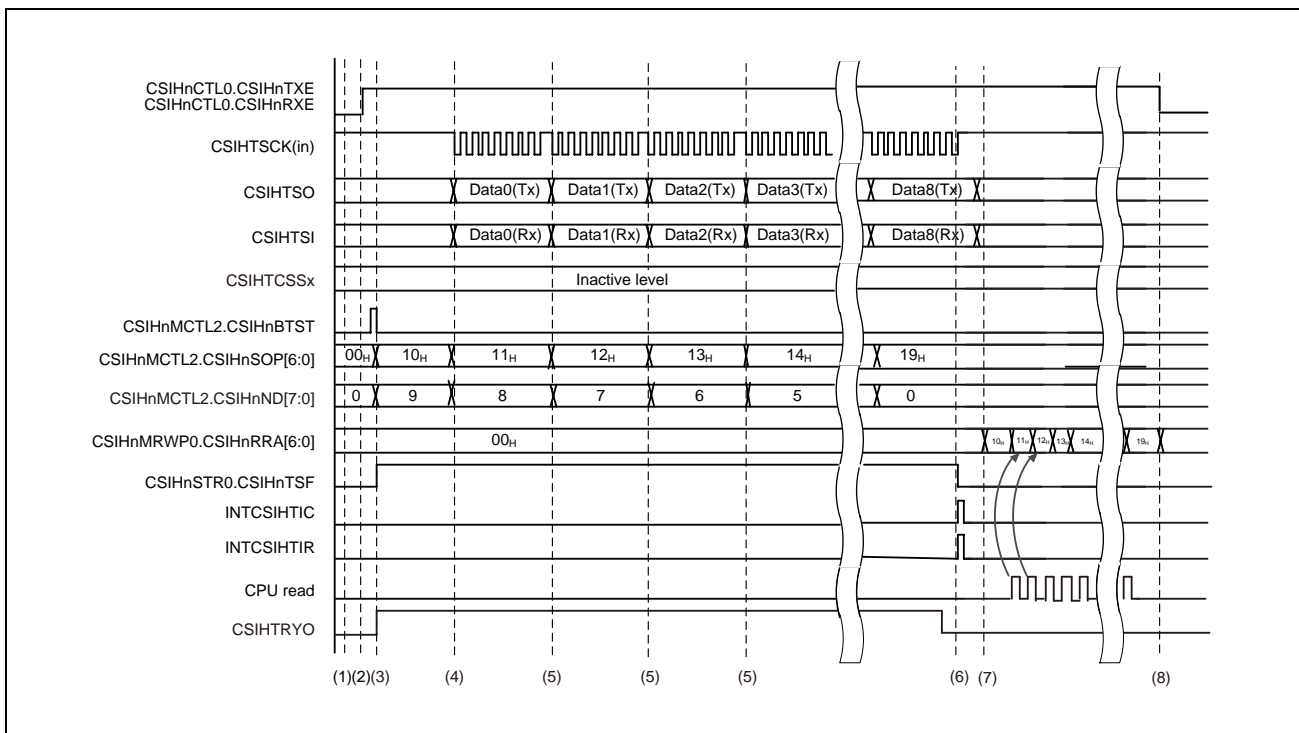 CSIHnCTL0.CSIHnTXE
CSIHnCTL0.CSIHnRXE
CSIHTSCK(in)
CSIHTSO Data0(Tx) Data1(Tx) Data2(Tx) Data3(Tx) Data8(Tx)
CSIHTSI Data0(Rx) Data1(Rx) Data2(Rx) Data3(Rx) Data8(Rx)
CSIHTCSSx Inactive level
CSIHnMCTL2.CSIHnBTST
CSIHnMCTL2.CSIHnSOP[6:0] 00H 10H 11H 12H 13H 14H 19H
CSIHnMCTL2.CSIHnND[7:0] 0 9 8 7 6 5 0
CSIHnMRWP0.CSIHnRRA[6:0] 00H 10H 11H 12H 13H 14H 19H
CSIHnSTR0.CSIHnTSF
INTCSIHTIC
INTCSIHTIR
CPU read
CSIHTRYO
(1)(2)(3) (4) (5) (5) (5) (6) (7) (8)